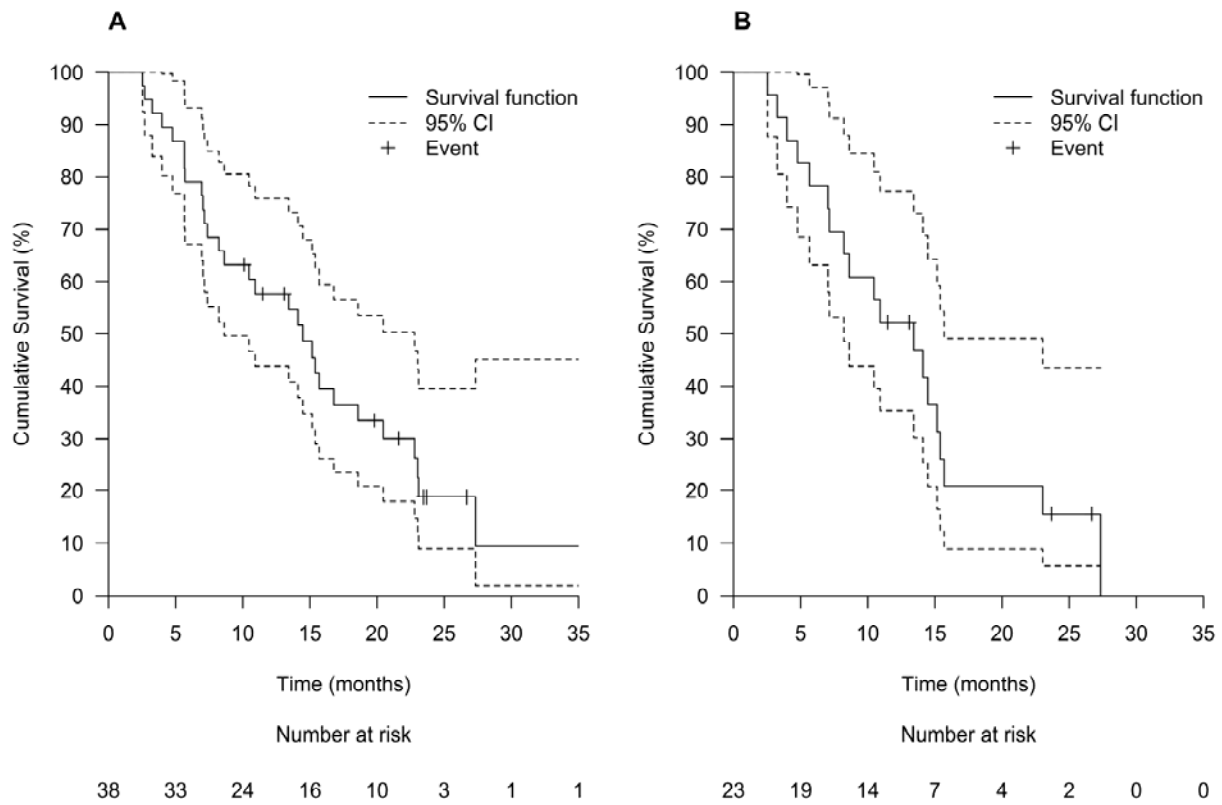 A
100
90
80
70
60
50
40
30
20
10
0
Cumulative Survival (%)
Survival function
95% CI
Event
0 5 10 15 20 25 30 35
Time (months)
Number at risk
38 33 24 16 10 3 1 1
B
100
90
80
70
60
50
40
30
20
10
0
Cumulative Survival (%)
Survival function
95% CI
Event
0 5 10 15 20 25 30 35
Time (months)
Number at risk
23 19 14 7 4 2 0 0